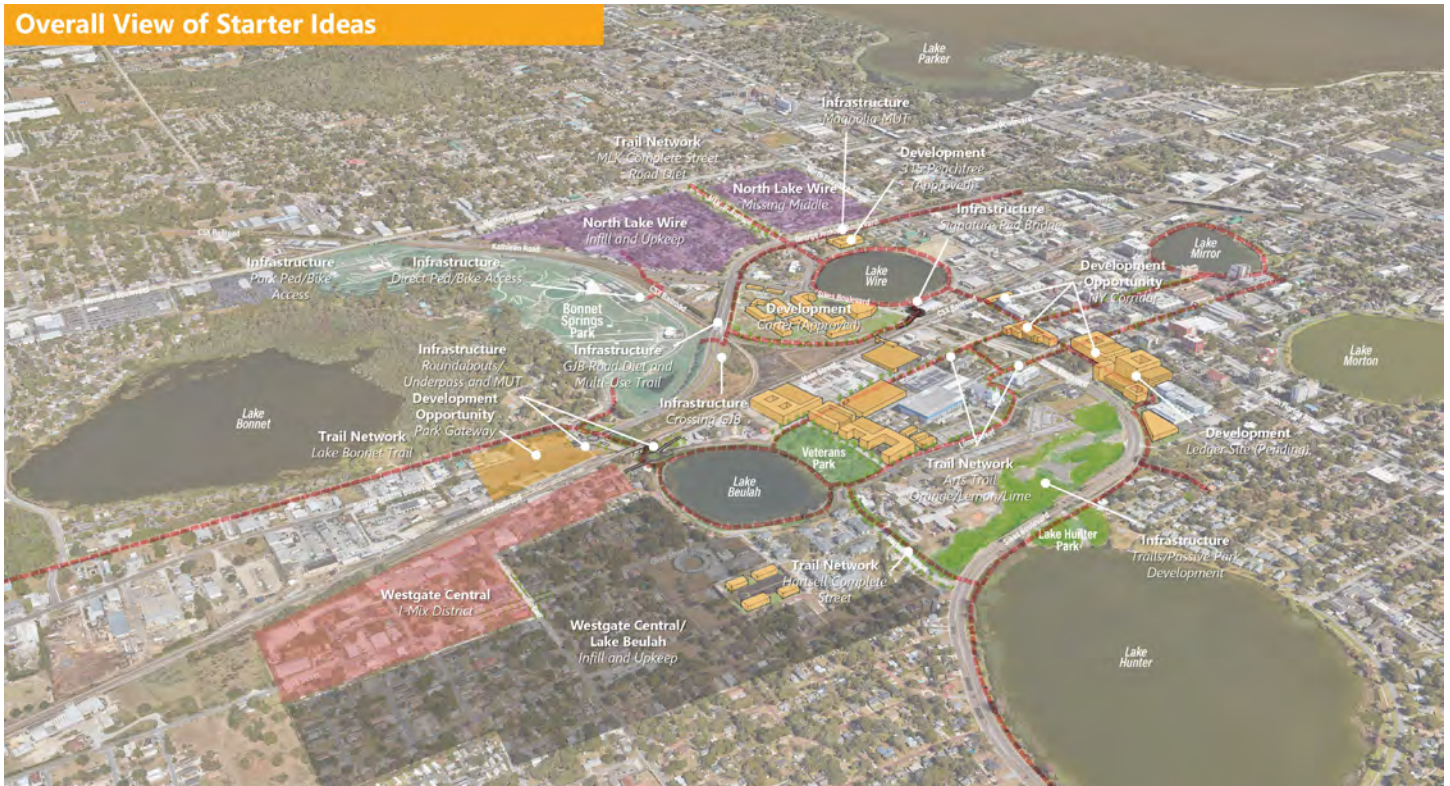 Overall View of Starter Ideas
Lake
Parker
Infrastructure
Magnolia MUT
Trail Network
MLK Complete Street
Road Diet
Development
315 Peachtree
(Approved)
North Lake Wire
Missing Middle
Infrastructure
Signature Ped Bridge
North Lake Wire
Infill and Upkeep
Lake
Mirror
Kathleen Road
Infrastructure
Park Ped/Bike
Access
Infrastructure
Direct Ped/Bike Access
Lake
Wire
Development
Opportunity
NY Corridor
Bonnet
Springs
Park
Boulevard
Development
Carter (Approved)
Lake
Morton
Infrastructure
Roundabouts/
Underpass and MUT
Infrastructure
GJB Road Diet and
Multi-Use Trail
Development
Opportunity
Park Gateway
Infrastructure
Crossing GJB
Lake
Bonnet
Trail Network
Lake Bonnet Trail
Development
Ledger Site (Pending)
Veterans
Park
Trail Network
Arts Trail
Orange/Lemon/Lime
Lake
Beulah
Lake Hunter
Park
Infrastructure
Trails/Passive Park
Development
Trail Network
Hartsell Complete
Street
Westgate Central
I-Mix District
Westgate Central/
Lake Beulah
Infill and Upkeep
Lake
Hunter